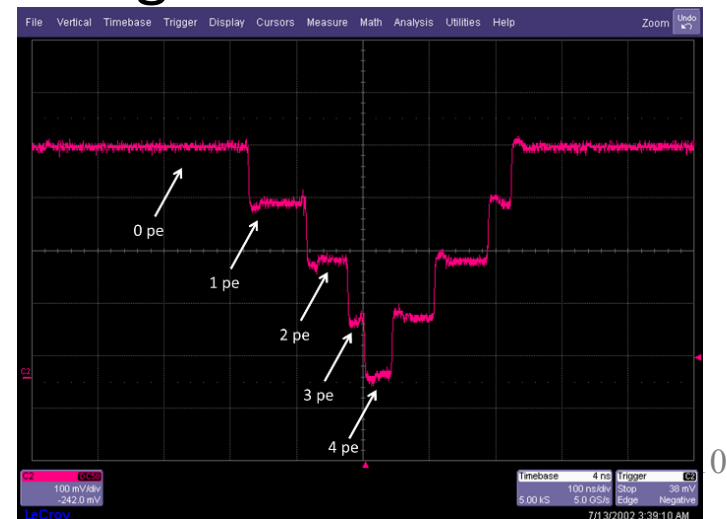 File Vertical Timebase Trigger Display Cursors Measure Math Analysis Utilities Help Zoom Undo
0 pe
1 pe
2 pe
3 pe
4 pe
C2
10
C2 DC50
100 mV/div
-242.0 mV
Timebase 4 ns
100 ns/div
5.00 kS 5.0 GS/s
Trigger C2
Stop 38 mV
Edge Negative
LeCroy
7/13/2002 3:39:10 AM